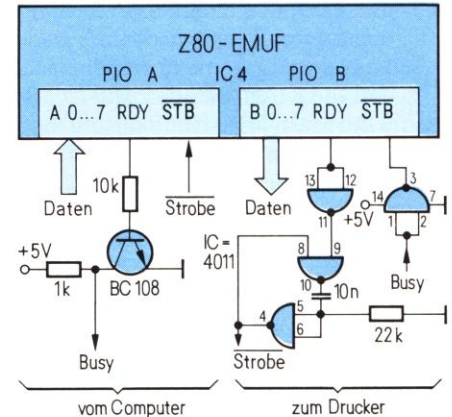 Z80-EMUF
PIO A IC4 PIO B
A 0...7 RDY STB
B 0...7 RDY STB
10k
Daten
Strobe
Daten
13 12
11
3
14 7
+5V
1 2
+5V
1k
BC 108
IC =
4011
8 9
10
10n
Busy
4 5
6
22k
Busy
Strobe
vom Computer
zum Drucker